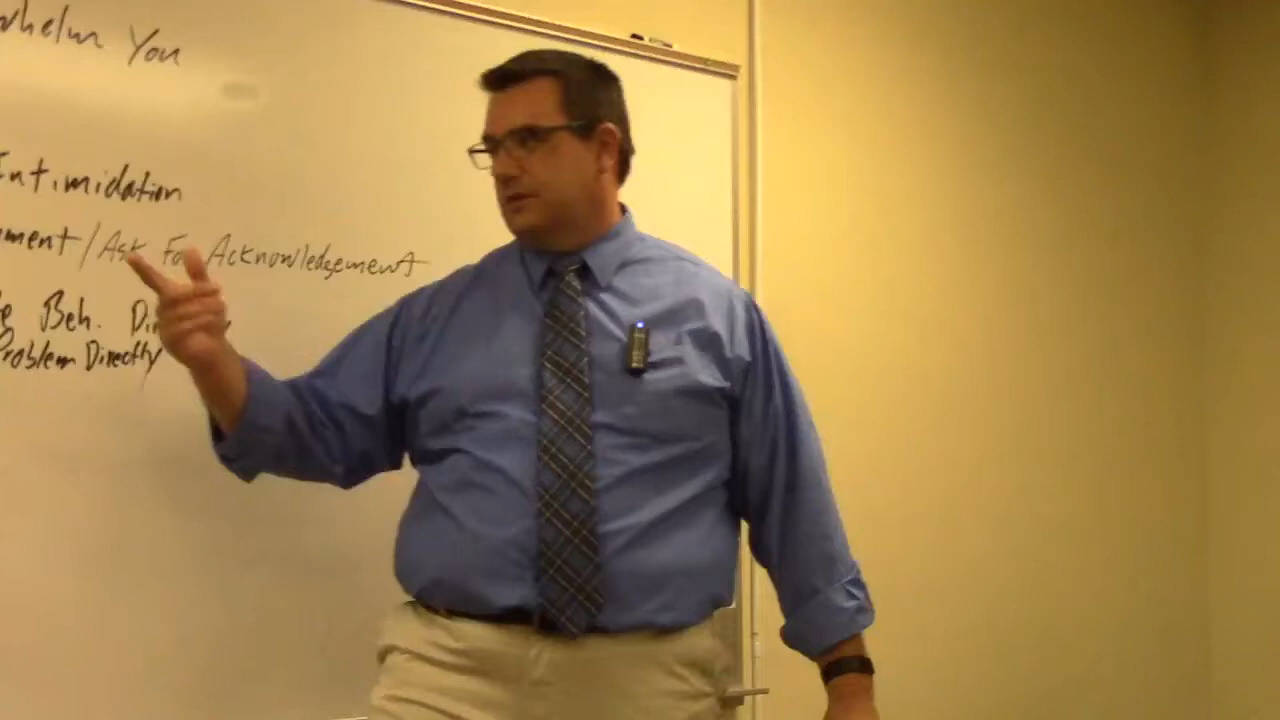 whelm You
Intimidation
ment/Ask For Acknowledgement
Beh.
Problem Directly